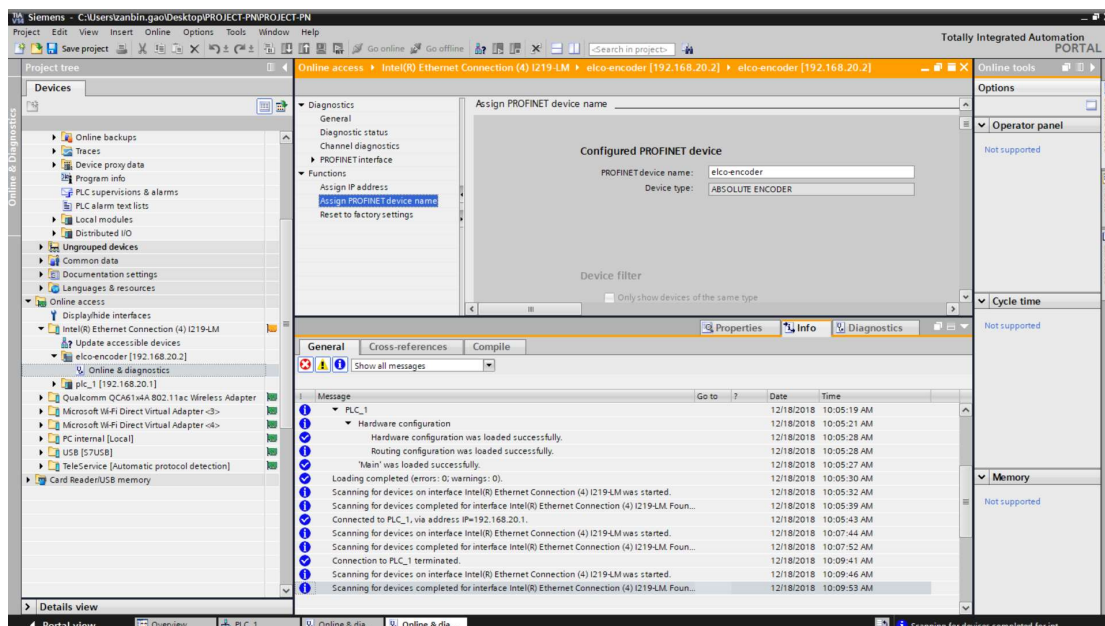 Siemens - C:\Users\zanbin.gao\Desktop\PROJECT-PN\PROJECT-PN
Project Edit View Insert Online Options Tools Window Help
Save project Go online Go offline <Search in project>
Totally Integrated Automation
PORTAL
Project tree
Devices
Online & Diagnostics
Online backups
Traces
Device proxy data
Program info
PLC supervisions & alarms
PLC alarm text lists
Local modules
Distributed I/O
Ungrouped devices
Common data
Documentation settings
Languages & resources
Online access
Display/hide interfaces
Intel(R) Ethernet Connection (4) I219-LM
Update accessible devices
elco-encoder [192.168.20.2]
Online & diagnostics
plc_1 [192.168.20.1]
Qualcomm QCA61x4A 802.11ac Wireless Adapter
Microsoft Wi-Fi Direct Virtual Adapter <3>
Microsoft Wi-Fi Direct Virtual Adapter <4>
PC internal [Local]
USB [S7USB]
TeleService [Automatic protocol detection]
Card Reader/USB memory
Details view
Online access Intel(R) Ethernet Connection (4) I219-LM elco-encoder [192.168.20.2] elco-encoder [192.168.20.2]
Diagnostics
General
Diagnostic status
Channel diagnostics
PROFINET interface
Functions
Assign IP address
Assign PROFINET device name
Reset to factory settings
Assign PROFINET device name
Configured PROFINET device
PROFINET device name: elco-encoder
Device type: ABSOLUTE ENCODER
Device filter
Only show devices of the same type
Properties Info Diagnostics
General Cross-references Compile
Show all messages
! Message Go to ? Date Time
PLC_1 12/18/2018 10:05:19 AM
Hardware configuration 12/18/2018 10:05:21 AM
Hardware configuration was loaded successfully. 12/18/2018 10:05:28 AM
Routing configuration was loaded successfully. 12/18/2018 10:05:28 AM
'Main' was loaded successfully. 12/18/2018 10:05:27 AM
Loading completed (errors: 0; warnings: 0). 12/18/2018 10:05:30 AM
Scanning for devices on interface Intel(R) Ethernet Connection (4) I219-LM was started. 12/18/2018 10:05:32 AM
Scanning for devices completed for interface Intel(R) Ethernet Connection (4) I219-LM. Foun... 12/18/2018 10:05:39 AM
Connected to PLC_1, via address IP=192.168.20.1. 12/18/2018 10:05:43 AM
Scanning for devices on interface Intel(R) Ethernet Connection (4) I219-LM was started. 12/18/2018 10:07:44 AM
Scanning for devices completed for interface Intel(R) Ethernet Connection (4) I219-LM. Foun... 12/18/2018 10:07:52 AM
Connection to PLC_1 terminated. 12/18/2018 10:09:41 AM
Scanning for devices on interface Intel(R) Ethernet Connection (4) I219-LM was started. 12/18/2018 10:09:46 AM
Scanning for devices completed for interface Intel(R) Ethernet Connection (4) I219-LM. Foun... 12/18/2018 10:09:53 AM
Online tools
Options
Operator panel
Not supported
Cycle time
Not supported
Memory
Not supported
Portal view Overview PLC_1 Online & dia... Online & dia...
Scanning for devices completed for int...